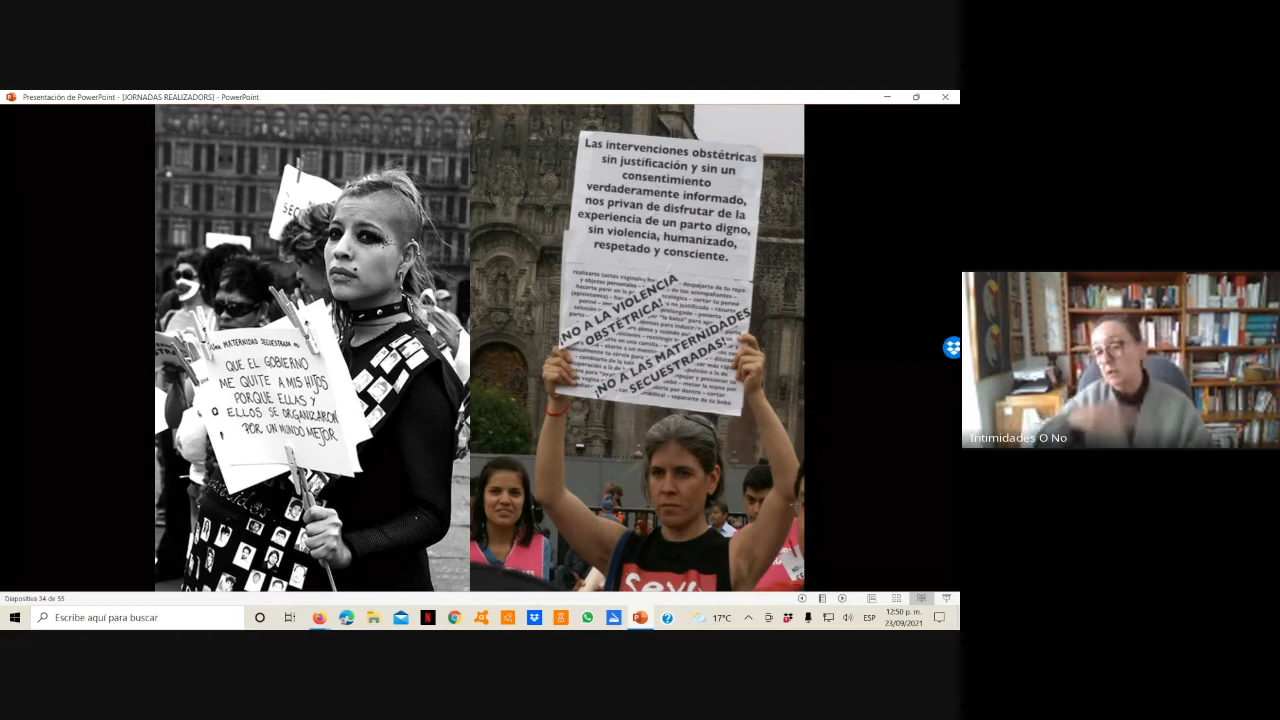 Presentación de PowerPoint - [JORNADAS REALIZADORS] - PowerPoint
SEC
UNA MATERNIDAD SECUESTRADA ES
QUE EL GOBIERNO
ME QUITE A MIS HIJOS
PORQUE ELLAS Y
ELLOS SE ORGANIZARON
POR UN MUNDO MEJOR
Las intervenciones obstétricas
sin justificación y sin un
consentimiento
verdaderamente informado,
nos privan de disfrutar de la
experiencia de un parto digno,
sin violencia, humanizado,
respetado y consciente.
¡NO A LA VIOLENCIA
OBSTÉTRICA!
¡NO A LAS MATERNIDADES
SECUESTRADAS!
Intimidades O No
Diapositiva 34 de 55
Escribe aquí para buscar
17°C
ESP
12:50 p. m.
23/09/2021